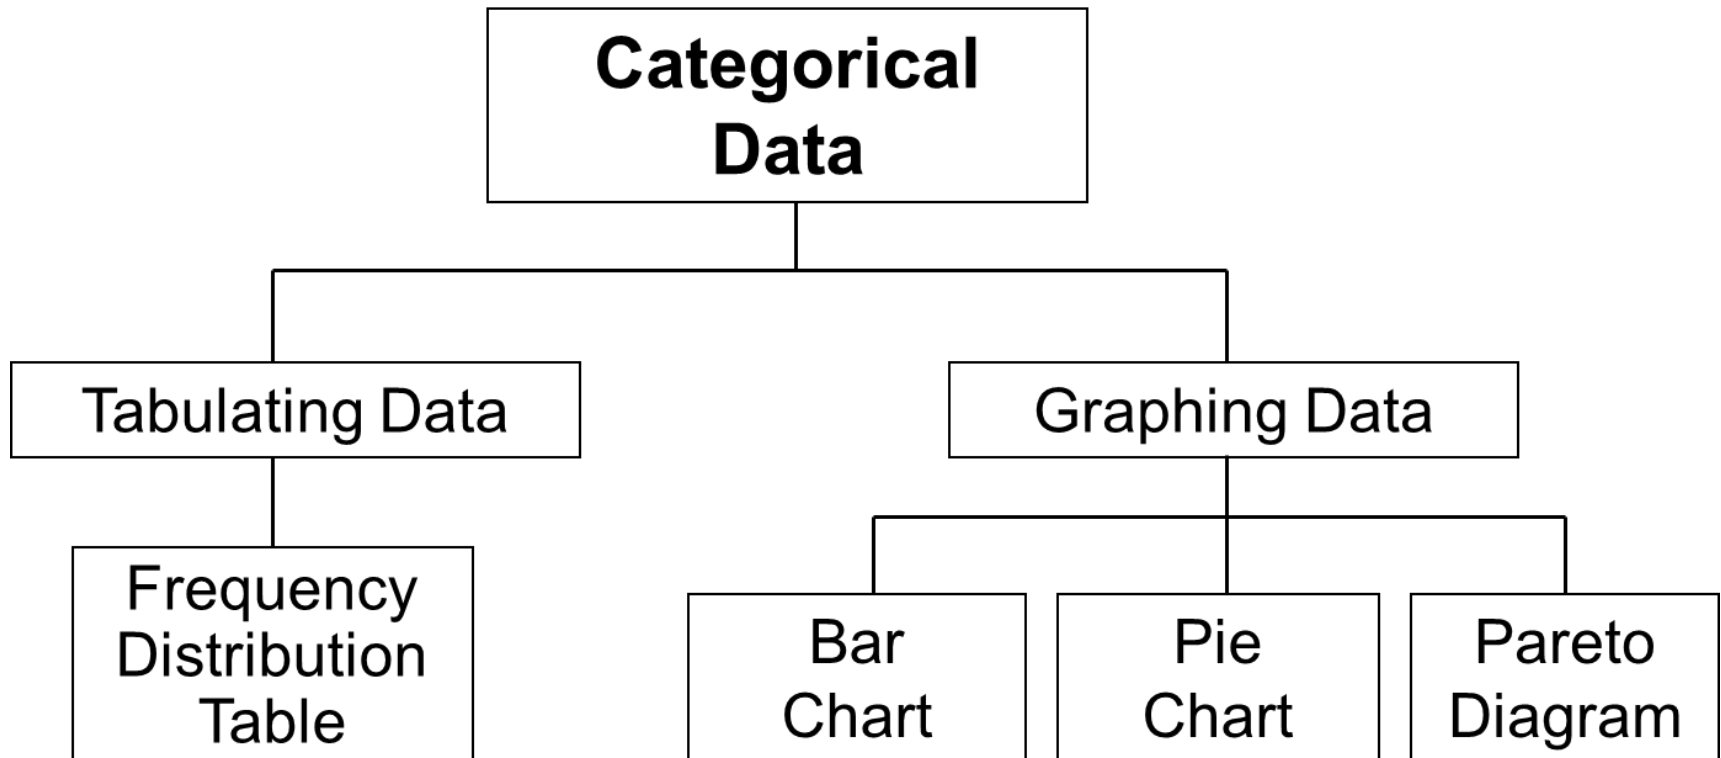 Categorical
Data
Tabulating Data
Graphing Data
Frequency
Distribution
Table
Bar
Chart
Pie
Chart
Pareto
Diagram